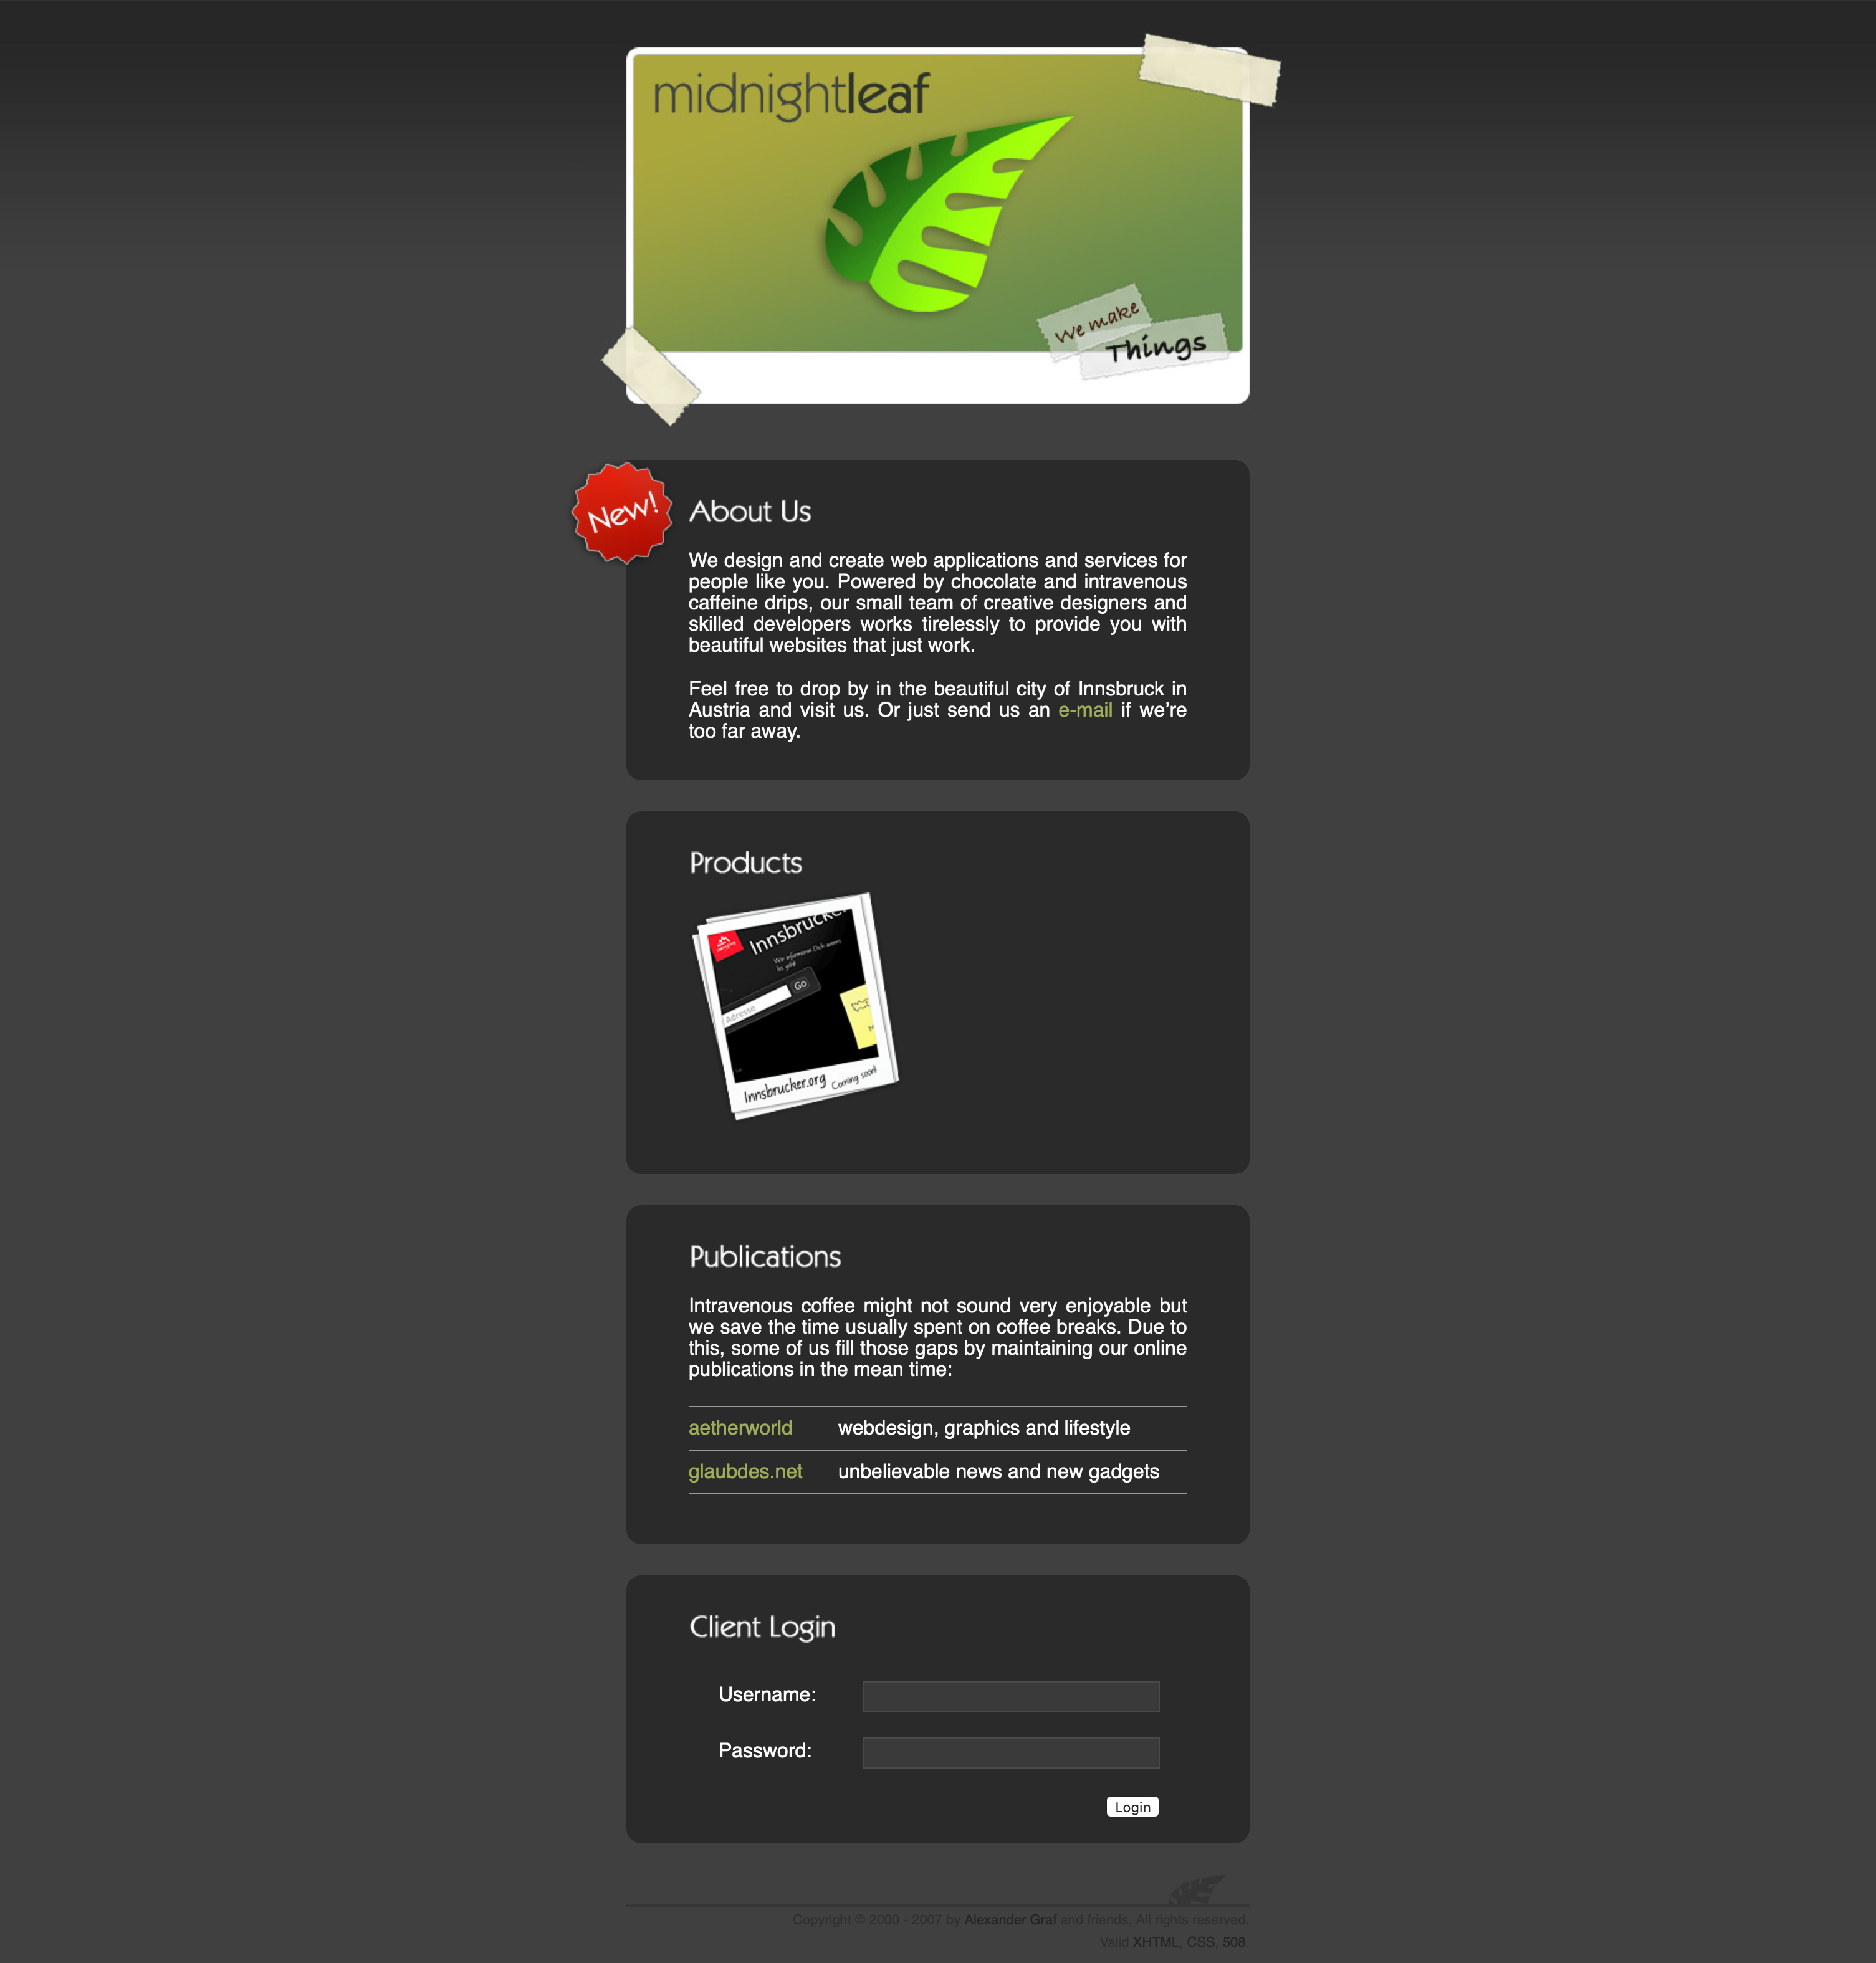 midnightleaf
We make
Things
New!
About Us
We design and create web applications and services for
people like you. Powered by chocolate and intravenous
caffeine drips, our small team of creative designers and
skilled developers works tirelessly to provide you with
beautiful websites that just work.
Feel free to drop by in the beautiful city of Innsbruck in
Austria and visit us. Or just send us an e-mail if we’re
too far away.
Products
Innsbrucker
Go
Adresse
Innsbrucker.org Coming soon!
Publications
Intravenous coffee might not sound very enjoyable but
we save the time usually spent on coffee breaks. Due to
this, some of us fill those gaps by maintaining our online
publications in the mean time:
aetherworld webdesign, graphics and lifestyle
glaubdes.net unbelievable news and new gadgets
Client Login
Username:
Password:
Login
Copyright © 2000 - 2007 by Alexander Graf and friends. All rights reserved.
Valid XHTML, CSS, 508.